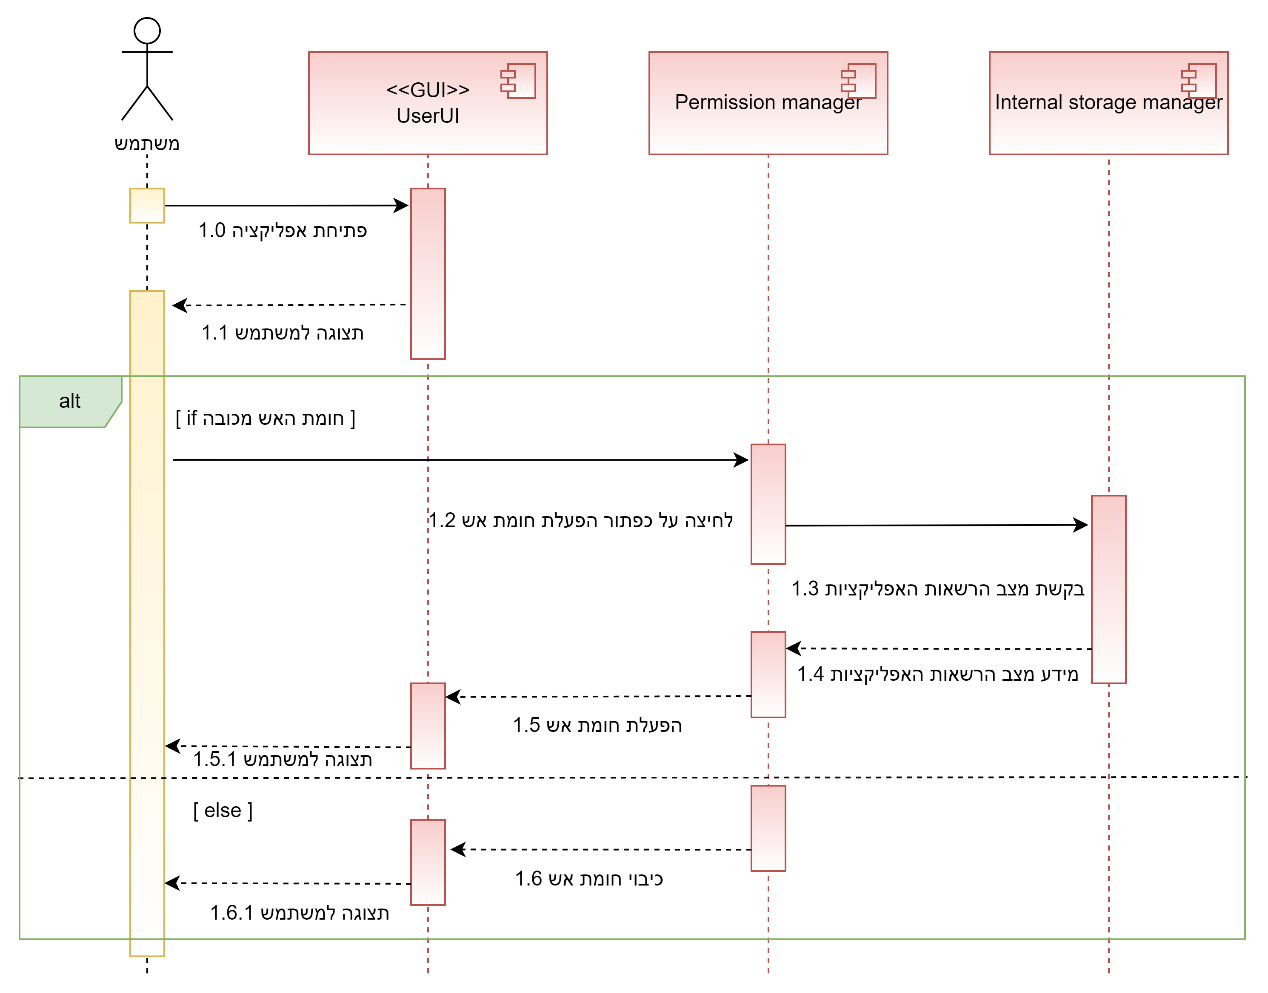 <<GUI>>
UserUI
Permission manager
Internal storage manager
משתמש
פתיחת אפליקציה 1.0
תצוגה למשתמש 1.1
alt
[ if חומת האש מכובה ]
לחיצה על כפתור הפעלת חומת אש 1.2
בקשת מצב הרשאות האפליקציות 1.3
מידע מצב הרשאות האפליקציות 1.4
הפעלת חומת אש 1.5
תצוגה למשתמש 1.5.1
[ else ]
כיבוי חומת אש 1.6
תצוגה למשתמש 1.6.1